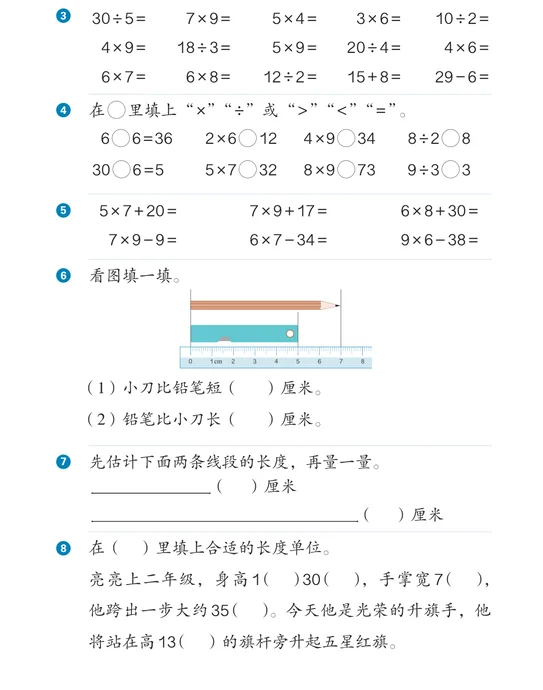 3 30÷5= 7×9= 5×4= 3×6= 10÷2=
4×9= 18÷3= 5×9= 20÷4= 4×6=
6×7= 6×8= 12÷2= 15+8= 29−6=
4 在○里填上“×”“÷”或“>”“<”“=”。
6○6=36 2×6○12 4×9○34 8÷2○8
30○6=5 5×7○32 8×9○73 9÷3○3
5 5×7+20= 7×9+17= 6×8+30=
7×9−9= 6×7−34= 9×6−38=
6 看图填一填。
0 1cm 2 3 4 5 6 7 8
（1）小刀比铅笔短（ ）厘米。
（2）铅笔比小刀长（ ）厘米。
7 先估计下面两条线段的长度，再量一量。
（ ）厘米
（ ）厘米
8 在（ ）里填上合适的长度单位。
亮亮上二年级，身高1（ ）30（ ），手掌宽7（ ），
他跨出一步大约35（ ）。今天他是光荣的升旗手，他
将站在高13（ ）的旗杆旁升起五星红旗。